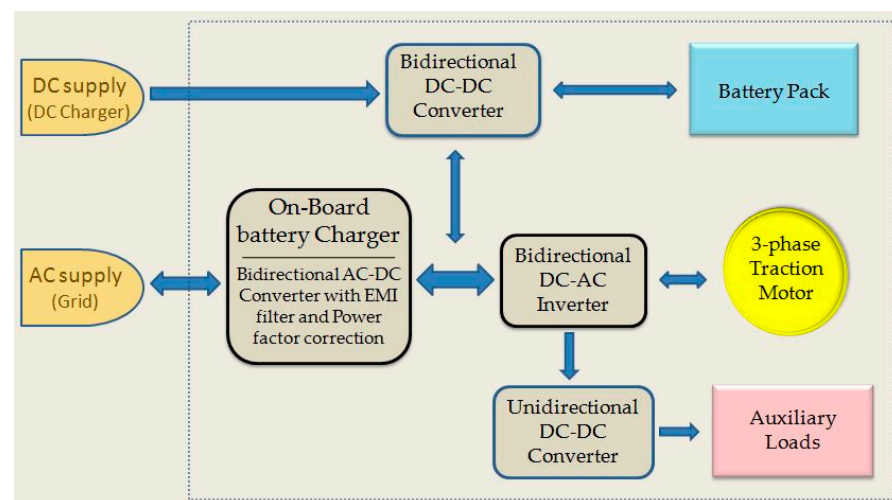 DC supply
(DC Charger)
Bidirectional
DC-DC
Converter
Battery Pack
On-Board
battery Charger
Bidirectional AC-DC
Converter with EMI
filter and Power
factor correction
AC supply
(Grid)
Bidirectional
DC-AC
Inverter
3-phase
Traction
Motor
Unidirectional
DC-DC
Converter
Auxiliary
Loads